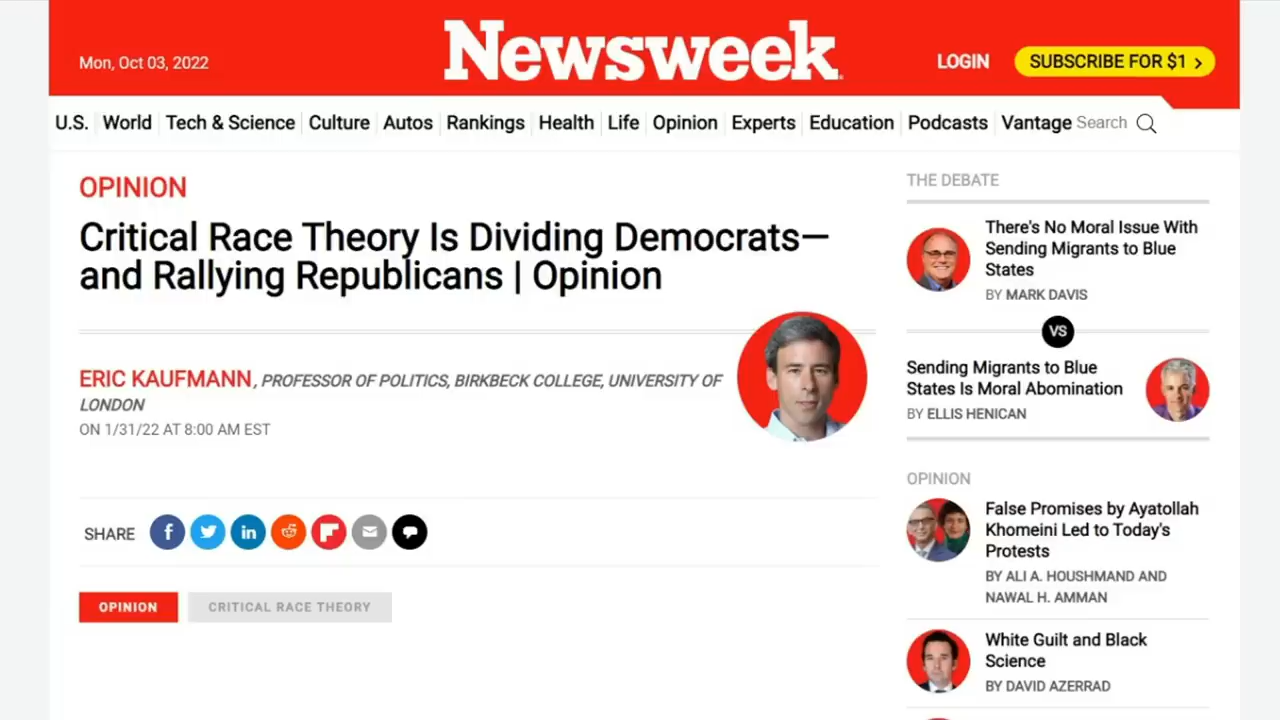 Mon, Oct 03, 2022
Newsweek
LOGIN
SUBSCRIBE FOR $1 >
U.S. World Tech & Science Culture Autos Rankings Health Life Opinion Experts Education Podcasts Vantage Search
OPINION
Critical Race Theory Is Dividing Democrats—
and Rallying Republicans | Opinion
ERIC KAUFMANN, PROFESSOR OF POLITICS, BIRKBECK COLLEGE, UNIVERSITY OF
LONDON
ON 1/31/22 AT 8:00 AM EST
SHARE
OPINION
CRITICAL RACE THEORY
THE DEBATE
There's No Moral Issue With
Sending Migrants to Blue
States
BY MARK DAVIS
VS
Sending Migrants to Blue
States Is Moral Abomination
BY ELLIS HENICAN
OPINION
False Promises by Ayatollah
Khomeini Led to Today's
Protests
BY ALI A. HOUSHMAND AND
NAWAL H. AMMAN
White Guilt and Black
Science
BY DAVID AZERRAD